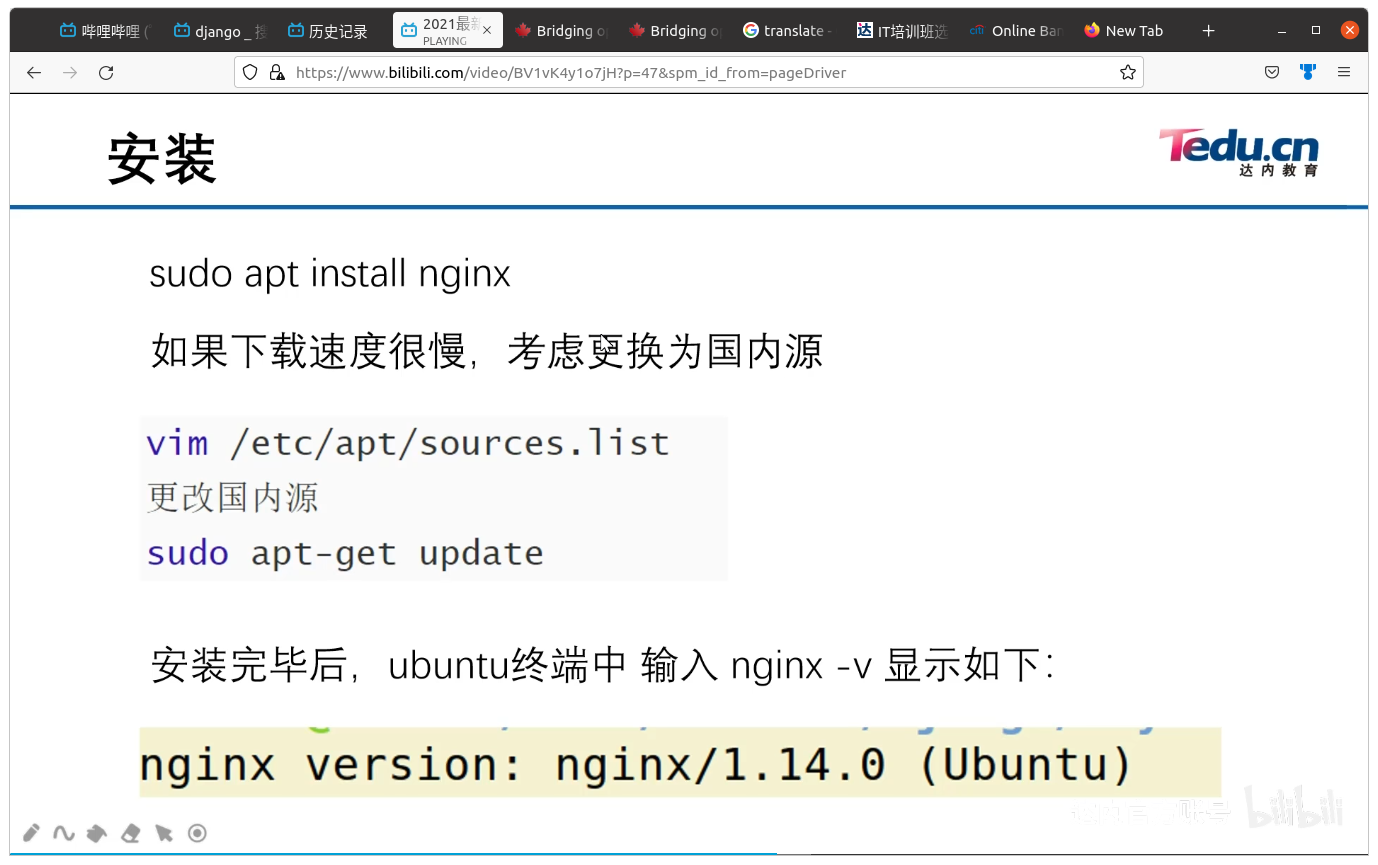 哔哩哔哩 (
django _ 搜
历史记录
2021最新
PLAYING
Bridging o
Bridging o
translate -
IT培训班选
citi Online Ban
New Tab
https://www.bilibili.com/video/BV1vK4y1o7jH?p=47&spm_id_from=pageDriver
安装
Tedu.cn
达内教育
sudo apt install nginx
如果下载速度很慢，考虑更换为国内源
vim /etc/apt/sources.list
更改国内源
sudo apt-get update
安装完毕后，ubuntu终端中 输入 nginx -v 显示如下：
nginx version: nginx/1.14.0 (Ubuntu)
bilibili